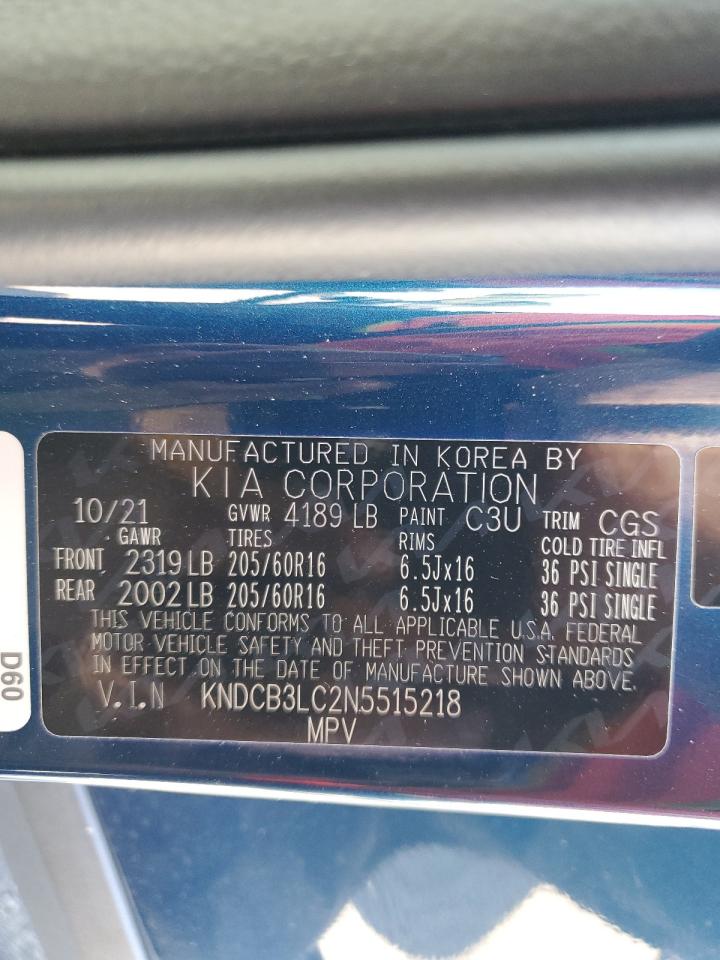 MANUFACTURED IN KOREA BY
KIA CORPORATION
10/21 GVWR 4189 LB PAINT C3U TRIM CGS
GAWR TIRES RIMS COLD TIRE INFL
FRONT 2319 LB 205/60R16 6.5Jx16 36 PSI SINGLE
REAR 2002 LB 205/60R16 6.5Jx16 36 PSI SINGLE
THIS VEHICLE CONFORMS TO ALL APPLICABLE U.S.A. FEDERAL
MOTOR VEHICLE SAFETY AND THEFT PREVENTION STANDARDS
IN EFFECT ON THE DATE OF MANUFACTURE SHOWN ABOVE.
V.I.N KNDCB3LC2N5515218
MPV
D60